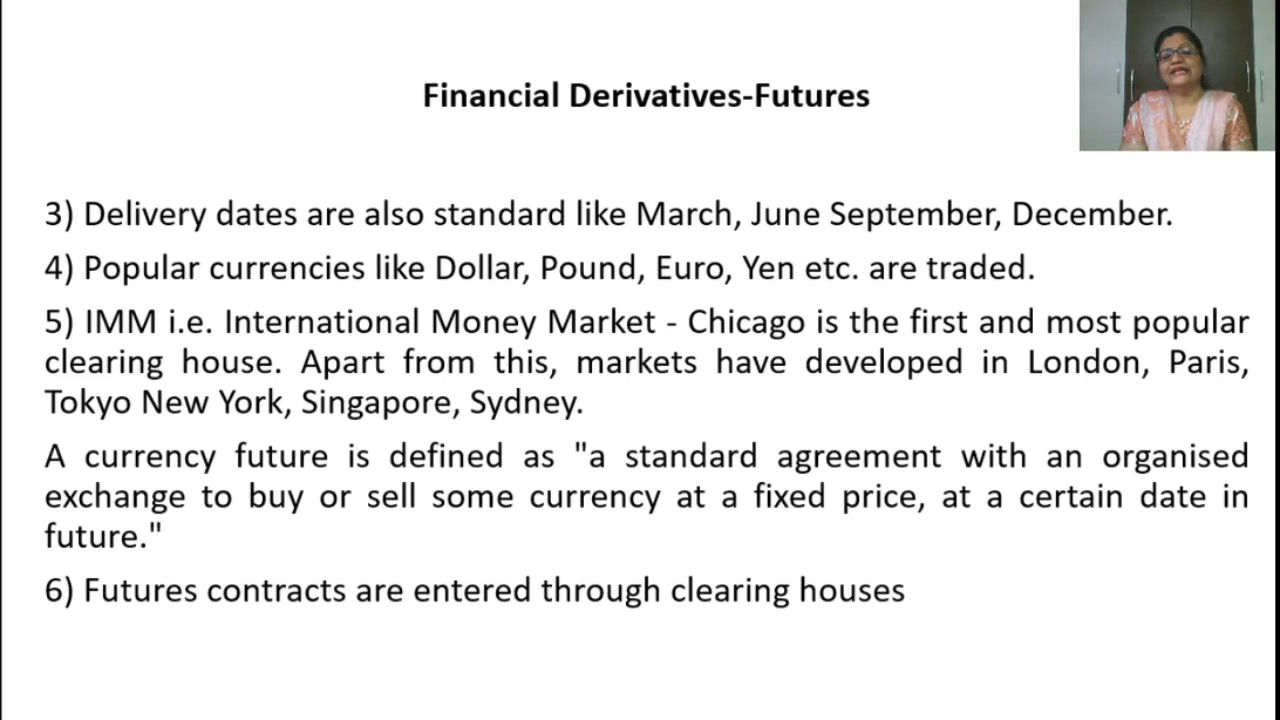 Financial Derivatives-Futures
3) Delivery dates are also standard like March, June September, December.
4) Popular currencies like Dollar, Pound, Euro, Yen etc. are traded.
5) IMM i.e. International Money Market - Chicago is the first and most popular
clearing house. Apart from this, markets have developed in London, Paris,
Tokyo New York, Singapore, Sydney.
A currency future is defined as "a standard agreement with an organised
exchange to buy or sell some currency at a fixed price, at a certain date in
future."
6) Futures contracts are entered through clearing houses